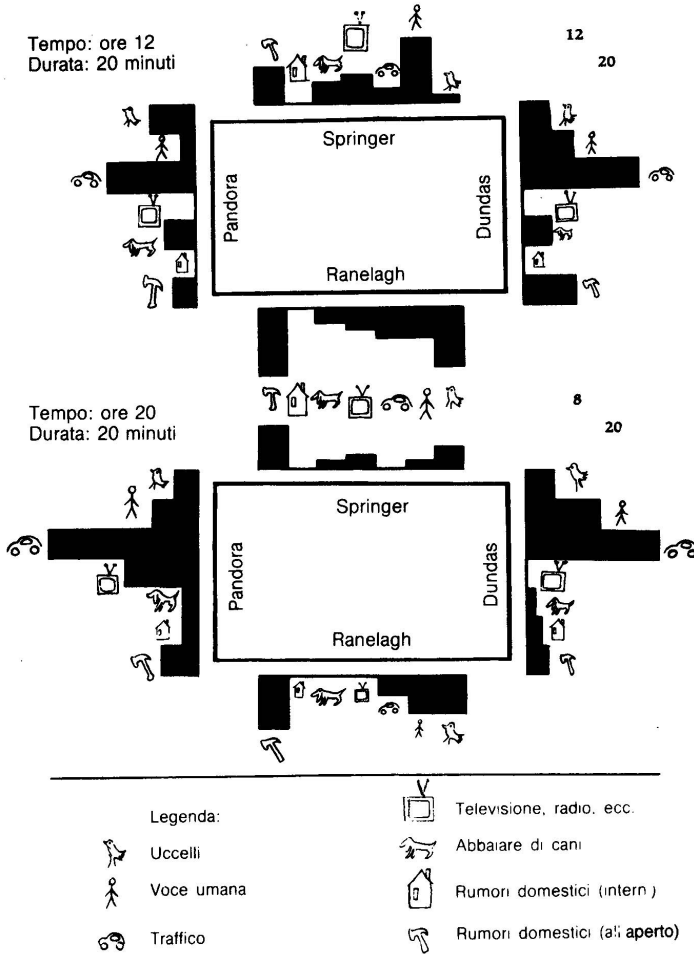 Tempo: ore 12
Durata: 20 minuti
12
20
Springer
Pandora
Dundas
Ranelagh
Tempo: ore 20
Durata: 20 minuti
8
20
Springer
Pandora
Dundas
Ranelagh
Legenda:
Uccelli
Voce umana
Traffico
Televisione, radio, ecc.
Abbaiare di cani
Rumori domestici (intern )
Rumori domestici (all aperto)